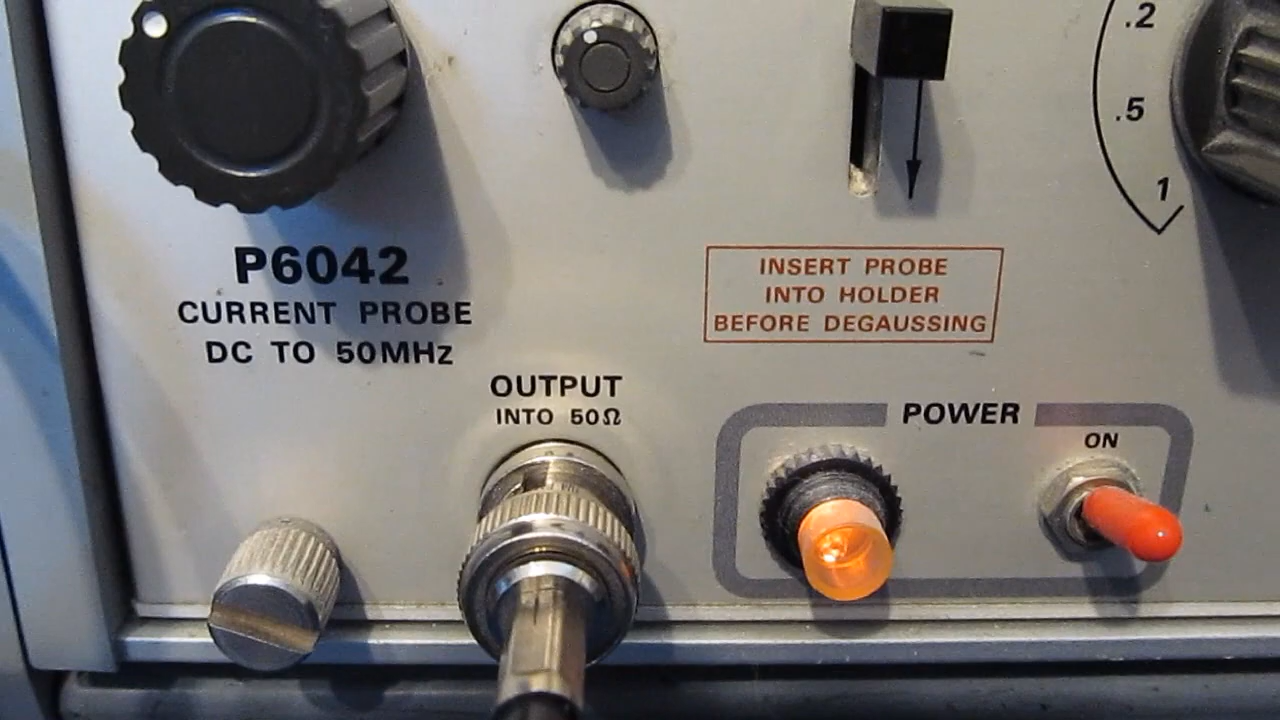 .2
.5
1
P6042
CURRENT PROBE
DC TO 50MHz
INSERT PROBE
INTO HOLDER
BEFORE DEGAUSSING
OUTPUT
INTO 50Ω
POWER
ON